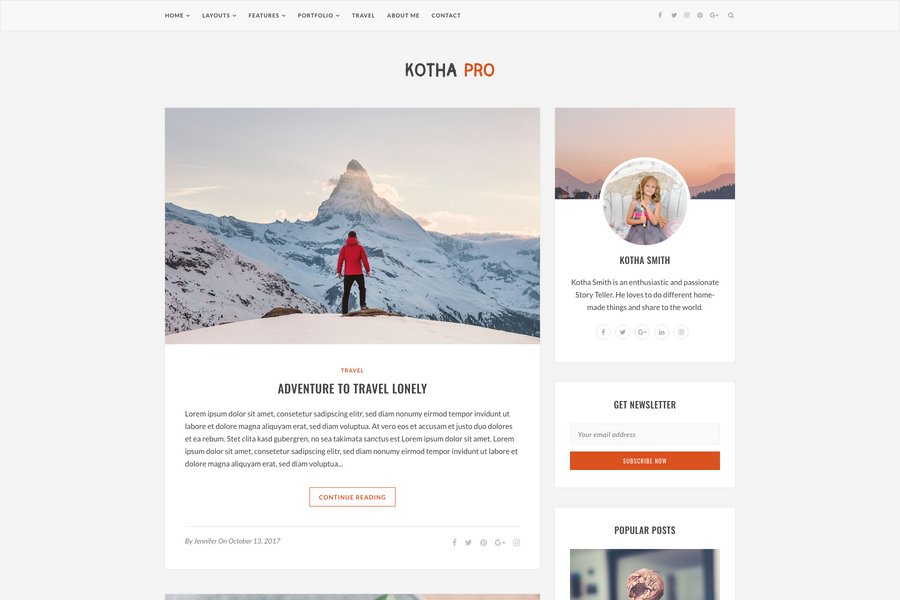 HOME LAYOUTS FEATURES PORTFOLIO TRAVEL ABOUT ME CONTACT
KOTHA PRO
TRAVEL
ADVENTURE TO TRAVEL LONELY
Lorem ipsum dolor sit amet, consetetur sadipscing elitr, sed diam nonumy eirmod tempor invidunt ut
labore et dolore magna aliquyam erat, sed diam voluptua. At vero eos et accusam et justo duo dolores
et ea rebum. Stet clita kasd gubergren, no sea takimata sanctus est Lorem ipsum dolor sit amet. Lorem
ipsum dolor sit amet, consetetur sadipscing elitr, sed diam nonumy eirmod tempor invidunt ut labore et
dolore magna aliquyam erat, sed diam voluptua...
CONTINUE READING
By Jennifer On October 13, 2017
KOTHA SMITH
Kotha Smith is an enthusiastic and passionate
Story Teller. He loves to do different home-
made things and share to the world.
GET NEWSLETTER
Your email address
SUBSCRIBE NOW
POPULAR POSTS